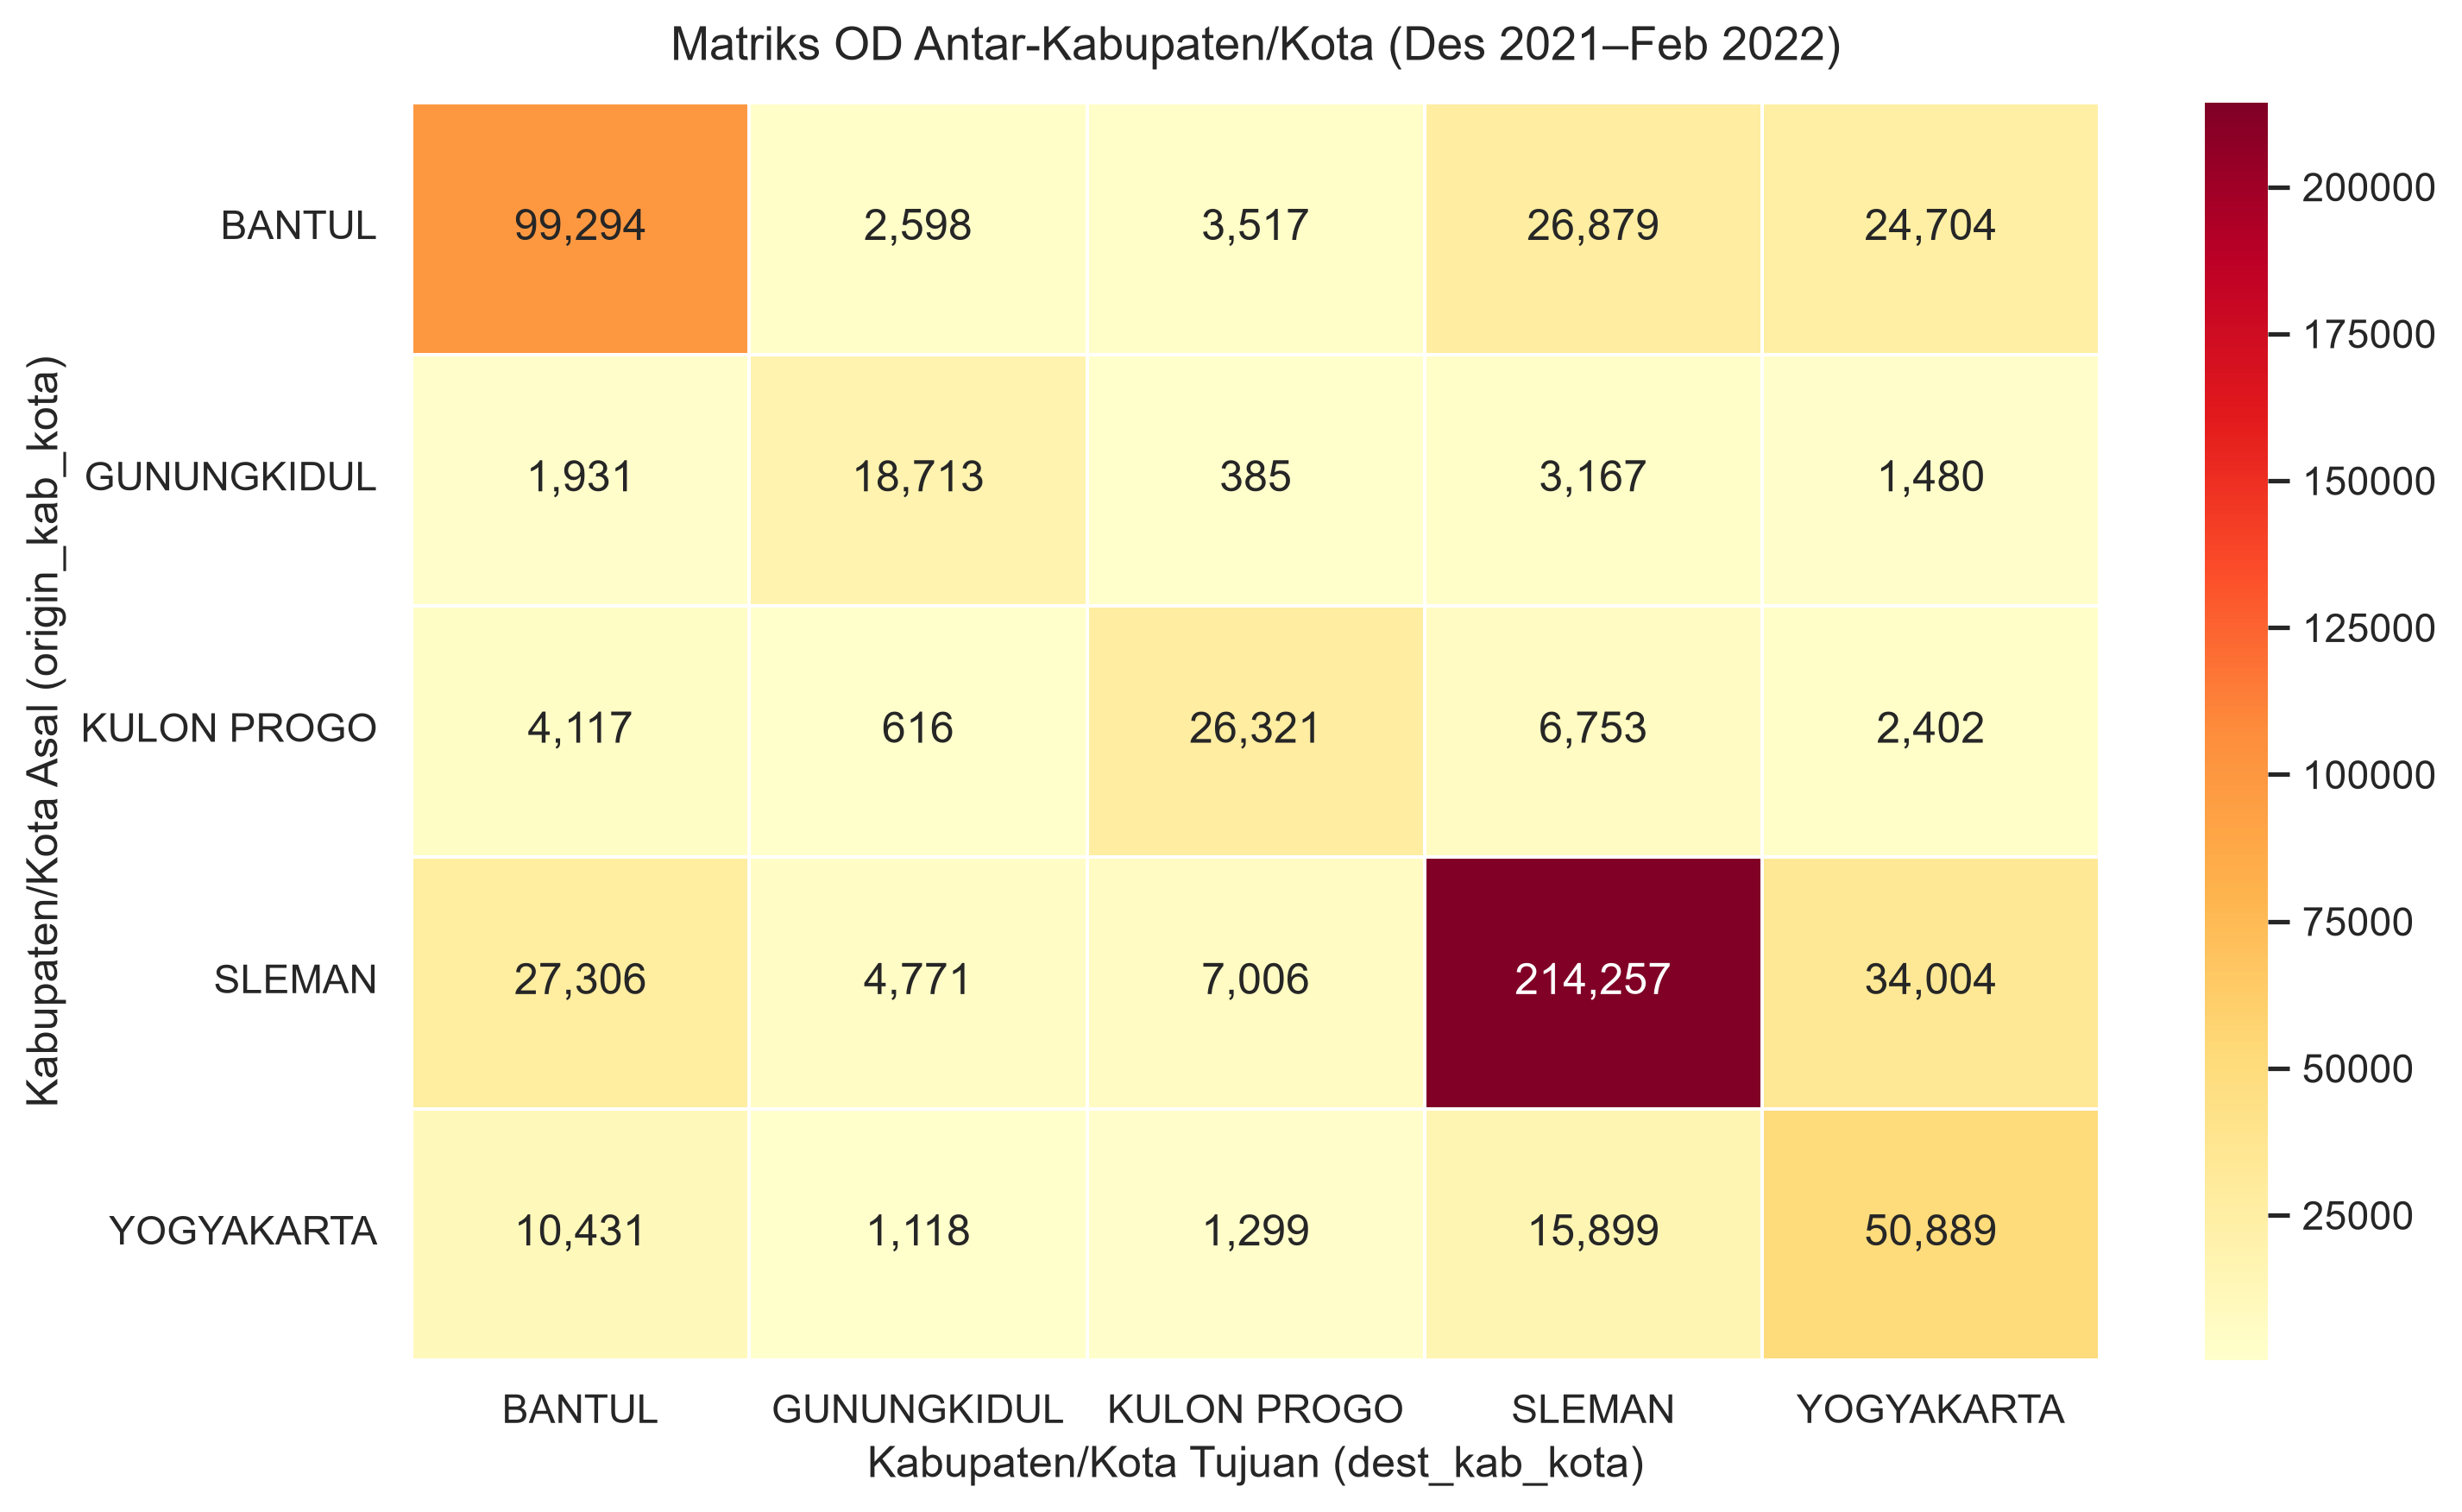 Matriks OD Antar-Kabupaten/Kota (Des 2021–Feb 2022)
Kabupaten/Kota Asal (origin_kab_kota)
BANTUL 99,294 2,598 3,517 26,879 24,704
GUNUNGKIDUL 1,931 18,713 385 3,167 1,480
KULON PROGO 4,117 616 26,321 6,753 2,402
SLEMAN 27,306 4,771 7,006 214,257 34,004
YOGYAKARTA 10,431 1,118 1,299 15,899 50,889
BANTUL GUNUNGKIDUL KULON PROGO SLEMAN YOGYAKARTA
Kabupaten/Kota Tujuan (dest_kab_kota)
200000
175000
150000
125000
100000
75000
50000
25000